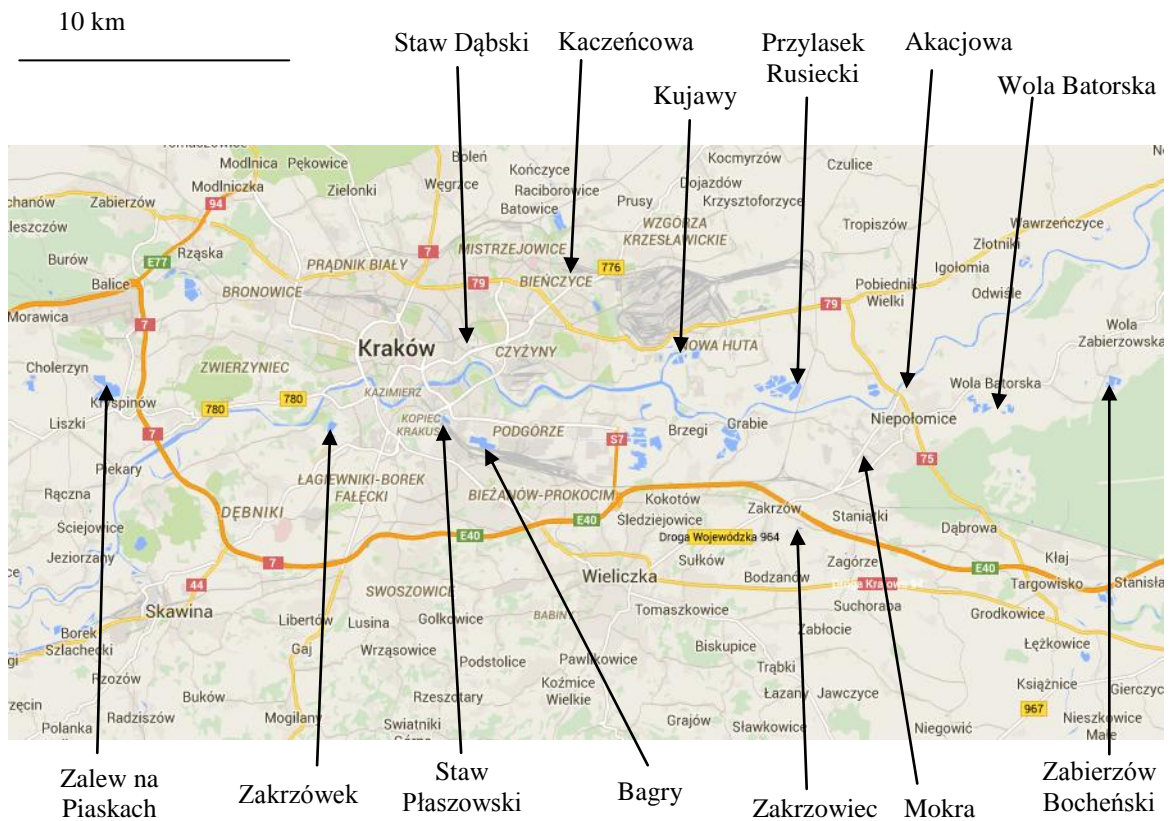 10 km
Staw Dąbski
Kaczeńcowa
Kujawy
Przylasek
Rusiecki
Akacjowa
Wola Batorska
Modlnica
Pękowice
Boleń
Kończyce
Kocmyrzów
Czulice
Modlniczka
Zielonki
Węgrzce
Raciborowice
Dojazdów
Zabierzów
94
Batowice
Prusy
Krzysztoforzyce
Tropiszów
Wawrzeńczyce
WZGÓRZA
KRZESŁAWICKIE
MISTRZEJOWICE
7
Złotniki
Burów
Rząska
E77
PRĄDNIK BIAŁY
776
Igołomia
Balice
BRONOWICE
79
BIEŃCZYCE
Pobiednik
Wielki
Odwiśle
79
Morawica
7
Wola
Zabierzowska
Kraków
CZYŻYNY
NOWA HUTA
Cholerzyn
ZWIERZYNIEC
Wola Batorska
Kryspinów
780
780
KAZIMIERZ
Niepołomice
Liszki
7
KOPIEC
KRAKUSA
PODGÓRZE
S7
Brzegi
Grabie
Piekary
75
ŁAGIEWNIKI-BOREK
FAŁĘCKI
Rączna
BIEŻANÓW-PROKOCIM
Kokotów
Zakrzów
Staniątki
DĘBNIKI
E40
E40
Śledziejowice
Dąbrowa
Ściejowice
Droga Wojewódzka 964
Jeziorzany
7
Sułków
Zagórze
Kłaj
44
Wieliczka
Bodzanów
E40
Targowisko
Stanisła
Skawina
SWOSZOWICE
Suchoraba
Grodkowice
Libertów
Lusina
Gołkowice
BABINY
Tomaszkowice
Zabłocie
Borek
Szlachecki
Gaj
Wrząsowice
Biskupice
Łężkowice
Rzozów
Podstolice
Pawlikowice
Trąbki
Buków
Rzeszotary
Koźmice
Wielkie
Łazany
Jawczyce
Książnice
Gierczyc
Polanka
Radziszów
Mogilany
Swiatniki
Grajów
Sławkowice
Niegowić
967
Nieszkowice
Małe
Zalew na
Piaskach
Zakrzówek
Staw
Płaszowski
Bagry
Zakrzowiec
Mokra
Zabierzów
Bocheński